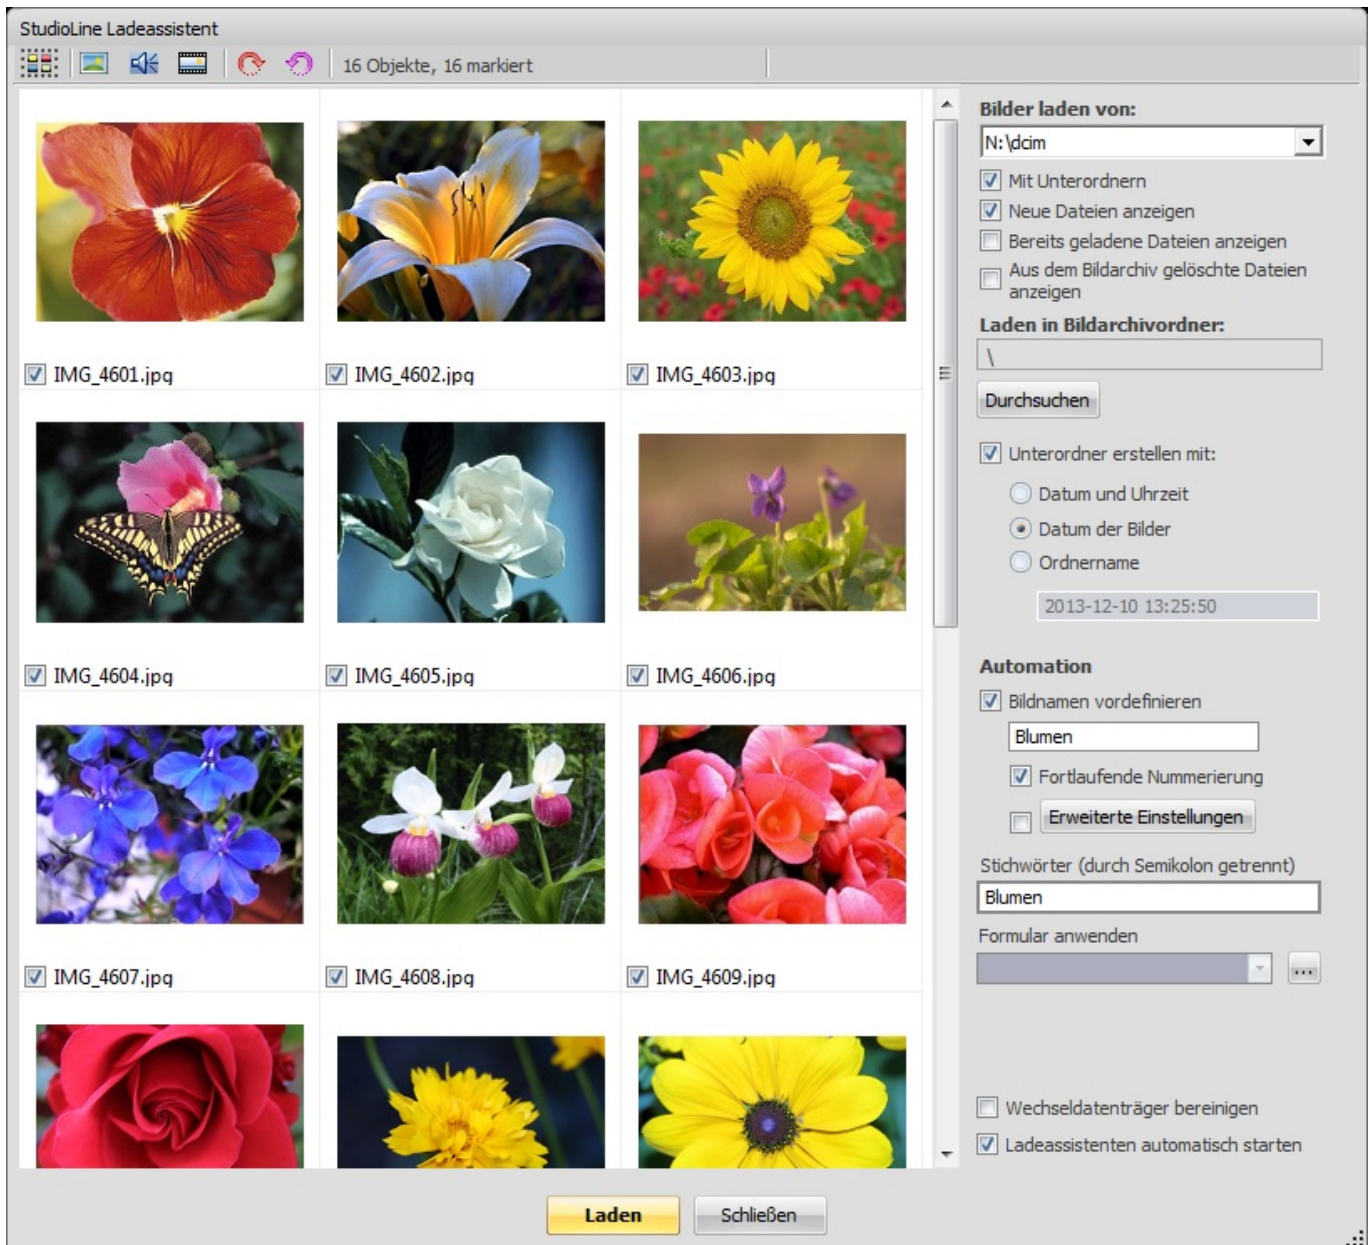 StudioLine Ladeassistent
16 Objekte, 16 markiert
IMG_4601.jpg
IMG_4602.jpg
IMG_4603.jpg
IMG_4604.jpg
IMG_4605.jpg
IMG_4606.jpg
IMG_4607.jpg
IMG_4608.jpg
IMG_4609.jpg
Bilder laden von:
N:\dcim
Mit Unterordnern
Neue Dateien anzeigen
Bereits geladene Dateien anzeigen
Aus dem Bildarchiv gelöschte Dateien
anzeigen
Laden in Bildarchivordner:
\
Durchsuchen
Unterordner erstellen mit:
Datum und Uhrzeit
Datum der Bilder
Ordnername
2013-12-10 13:25:50
Automation
Bildnamen vordefinieren
Blumen
Fortlaufende Nummerierung
Erweiterte Einstellungen
Stichwörter (durch Semikolon getrennt)
Blumen
Formular anwenden
...
Wechseldatenträger bereinigen
Ladeassistenten automatisch starten
Laden
Schließen